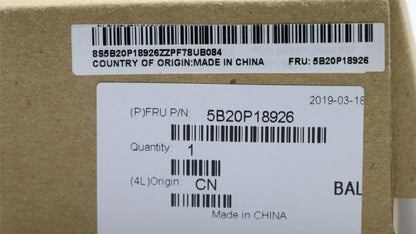 8S5B20P18926ZZPF78UB084
COUNTRY OF ORIGIN:MADE IN CHINA FRU: 5B20P18926
2019-03-18
(P)FRU P/N: 5B20P18926
Quantity: 1
(4L)Origin: CN
BAL
Made in CHINA